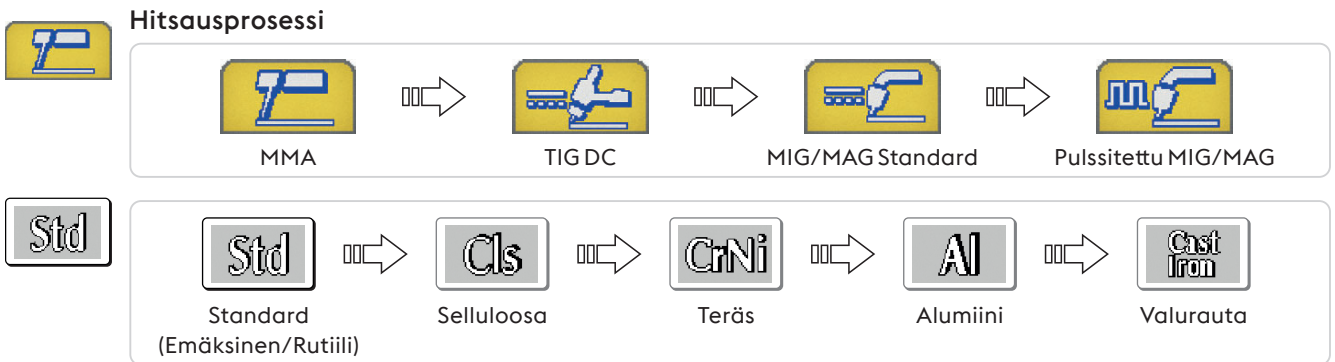 Hitsausprosessi
MMA
TIG DC
MIG/MAG Standard
Pulssitettu MIG/MAG
Std
Std
Cls
CrNi
Al
Cast
Iron
Standard
(Emäksinen/Rutiili)
Selluloosa
Teräs
Alumiini
Valurauta